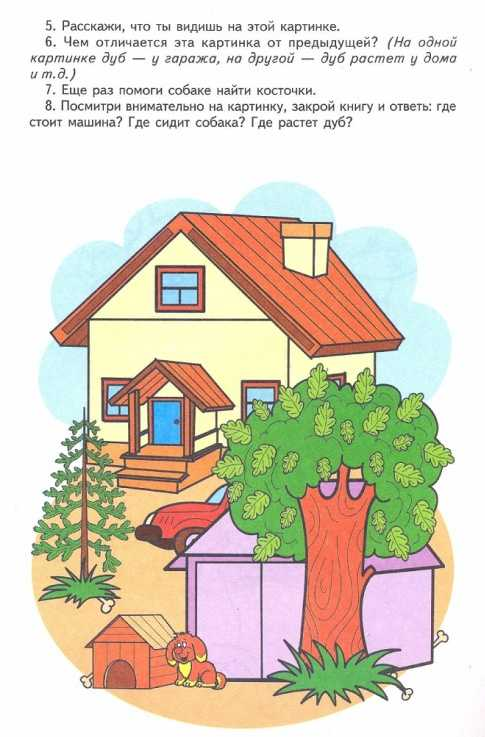 5. Расскажи, что ты видишь на этой картинке.
6. Чем отличается эта картинка от предыдущей? (На одной
картинке дуб — у гаража, на другой — дуб растет у дома
и т.д.)
7. Еще раз помоги собаке найти косточки.
8. Посмитри внимательно на картинку, закрой книгу и ответь: где
стоит машина? Где сидит собака? Где растет дуб?